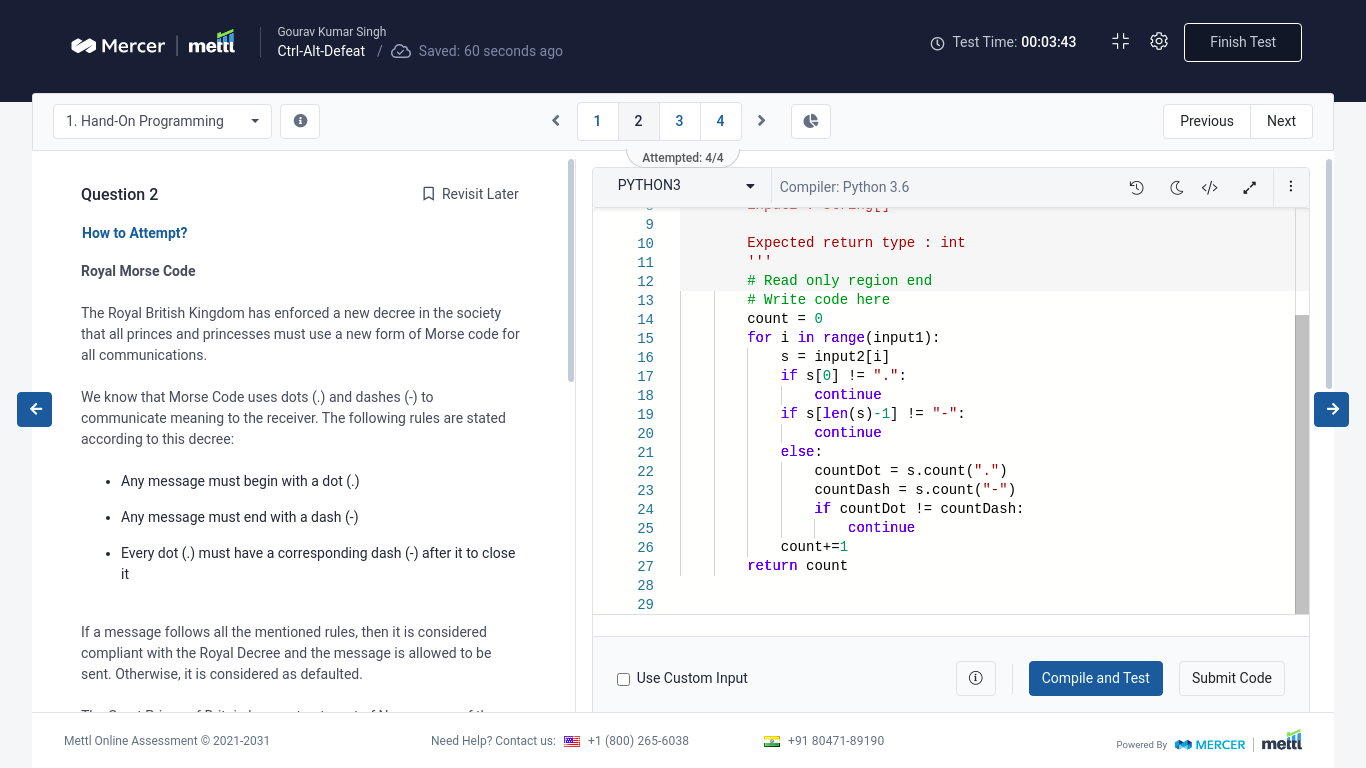 Mercer | mettl
Gourav Kumar Singh
Ctrl-Alt-Defeat / Saved: 60 seconds ago
Test Time: 00:03:43
Finish Test
1. Hand-On Programming
1 2 3 4
Previous Next
Attempted: 4/4
Question 2
Revisit Later
How to Attempt?
Royal Morse Code
The Royal British Kingdom has enforced a new decree in the society
that all princes and princesses must use a new form of Morse code for
all communications.
We know that Morse Code uses dots (.) and dashes (-) to
communicate meaning to the receiver. The following rules are stated
according to this decree:
• Any message must begin with a dot (.)
• Any message must end with a dash (-)
• Every dot (.) must have a corresponding dash (-) after it to close
it
If a message follows all the mentioned rules, then it is considered
compliant with the Royal Decree and the message is allowed to be
sent. Otherwise, it is considered as defaulted.
PYTHON3
Compiler: Python 3.6
9
10 Expected return type : int
11 '''
12 # Read only region end
13 # Write code here
14 count = 0
15 for i in range(input1):
16 s = input2[i]
17 if s[0] != ".":
18 continue
19 if s[len(s)-1] != "-":
20 continue
21 else:
22 countDot = s.count(".")
23 countDash = s.count("-")
24 if countDot != countDash:
25 continue
26 count+=1
27 return count
28
29
Use Custom Input
Compile and Test
Submit Code
Mettl Online Assessment © 2021-2031
Need Help? Contact us: +1 (800) 265-6038
+91 80471-89190
Powered By MERCER | mettl